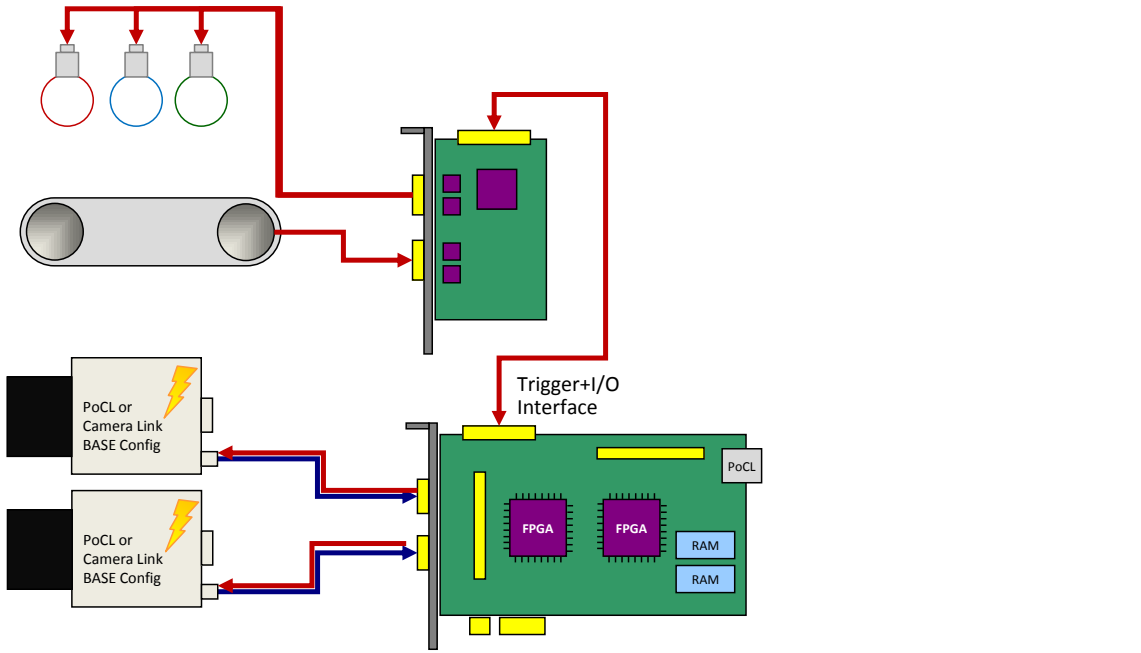 Trigger+I/O
Interface
PoCL or
Camera Link
BASE Config
PoCL
FPGA
FPGA
RAM
RAM
PoCL or
Camera Link
BASE Config